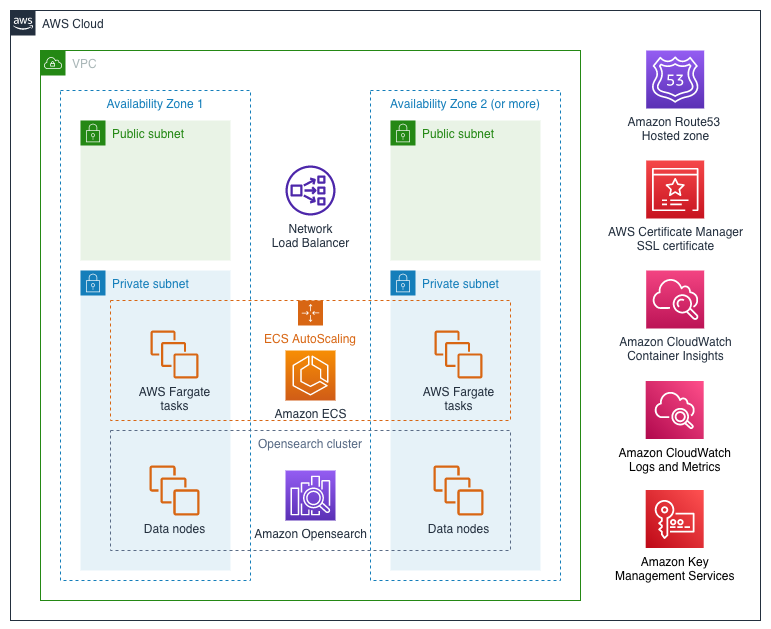 aws
AWS Cloud
VPC
Availability Zone 1
Availability Zone 2 (or more)
Public subnet
Public subnet
Network
Load Balancer
Private subnet
Private subnet
ECS AutoScaling
AWS Fargate
tasks
AWS Fargate
tasks
Amazon ECS
Opensearch cluster
Data nodes
Amazon Opensearch
Data nodes
53
Amazon Route53
Hosted zone
AWS Certificate Manager
SSL certificate
Amazon CloudWatch
Container Insights
Amazon CloudWatch
Logs and Metrics
Amazon Key
Management Services